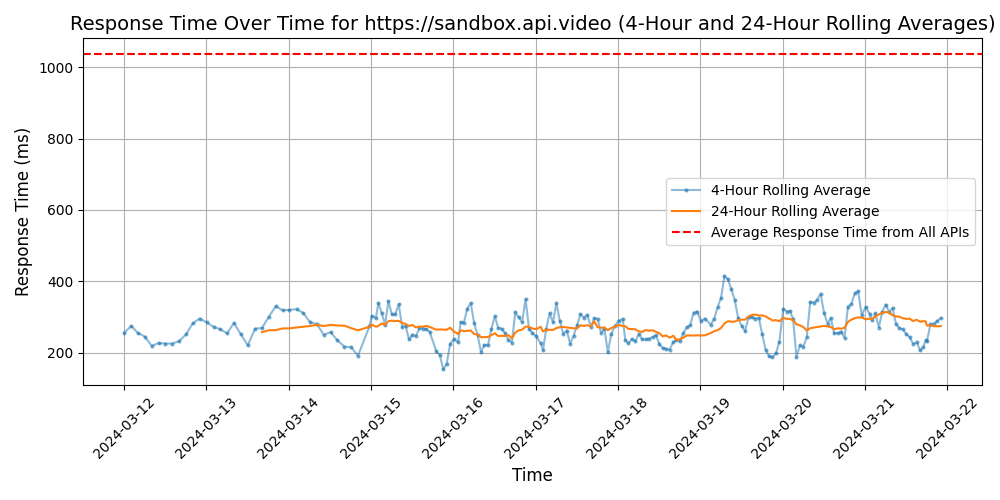 Response Time Over Time for https://sandbox.api.video (4-Hour and 24-Hour Rolling Averages)
Response Time (ms)
1000
800
600
400
200
4-Hour Rolling Average
24-Hour Rolling Average
Average Response Time from All APIs
2024-03-12
2024-03-13
2024-03-14
2024-03-15
2024-03-16
2024-03-17
2024-03-18
2024-03-19
2024-03-20
2024-03-21
2024-03-22
Time